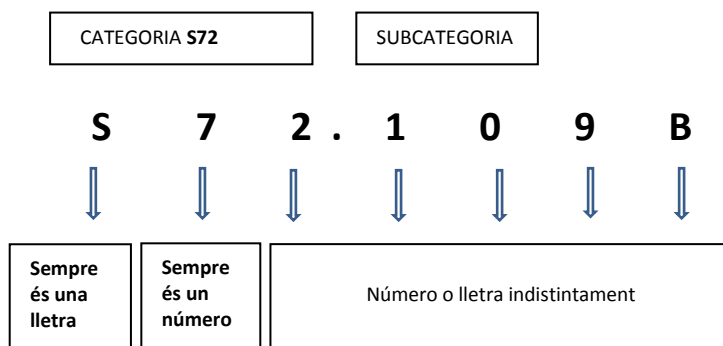 CATEGORIA S72
SUBCATEGORIA
S 7 2 . 1 0 9 B
Sempre
és una
lletra
Sempre
és un
número
Número o lletra indistintament